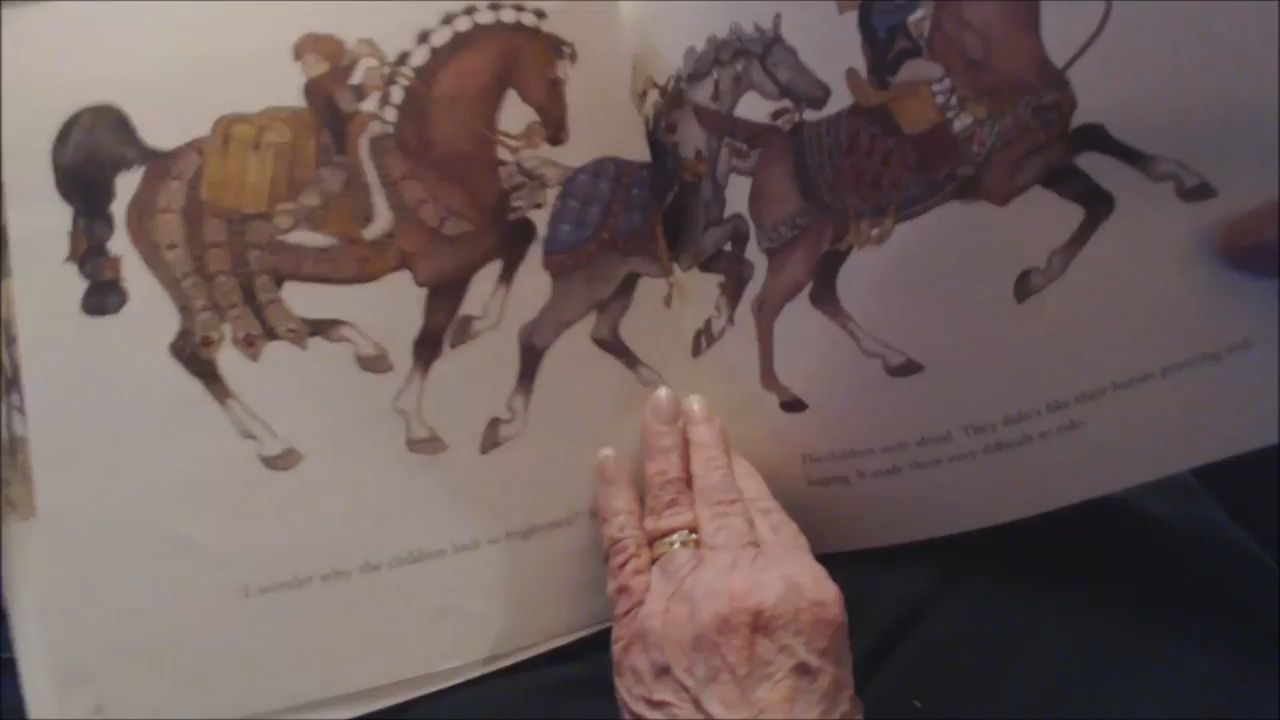 "I wonder why the children look so frightened?"
The children were afraid. They didn't like their horses prancing and
leaping. It made them very difficult to ride.